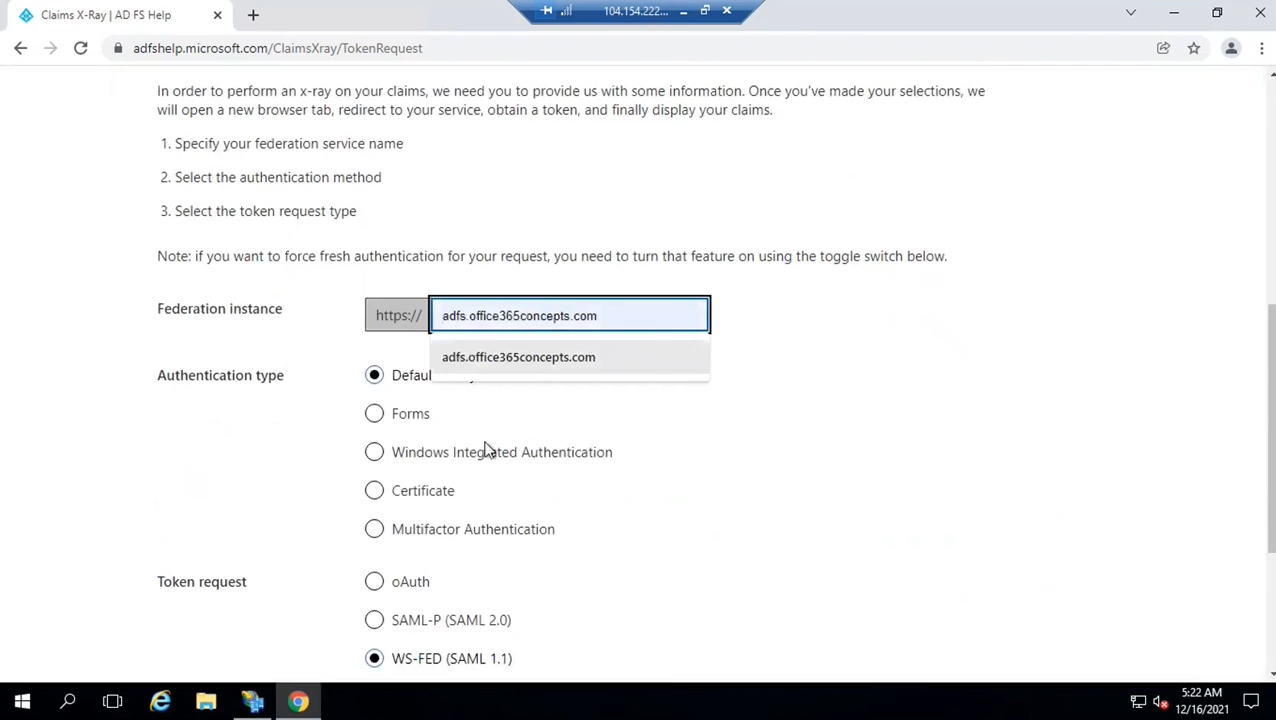 Claims X-Ray | AD FS Help
104.154.222...
adfshelp.microsoft.com/ClaimsXray/TokenRequest
In order to perform an x-ray on your claims, we need you to provide us with some information. Once you've made your selections, we
will open a new browser tab, redirect to your service, obtain a token, and finally display your claims.
1. Specify your federation service name
2. Select the authentication method
3. Select the token request type
Note: if you want to force fresh authentication for your request, you need to turn that feature on using the toggle switch below.
Federation instance
https://
adfs.office365concepts.com
adfs.office365concepts.com
Authentication type
Forms
Windows Integrated Authentication
Certificate
Multifactor Authentication
Token request
oAuth
SAML-P (SAML 2.0)
WS-FED (SAML 1.1)
5:22 AM
12/16/2021